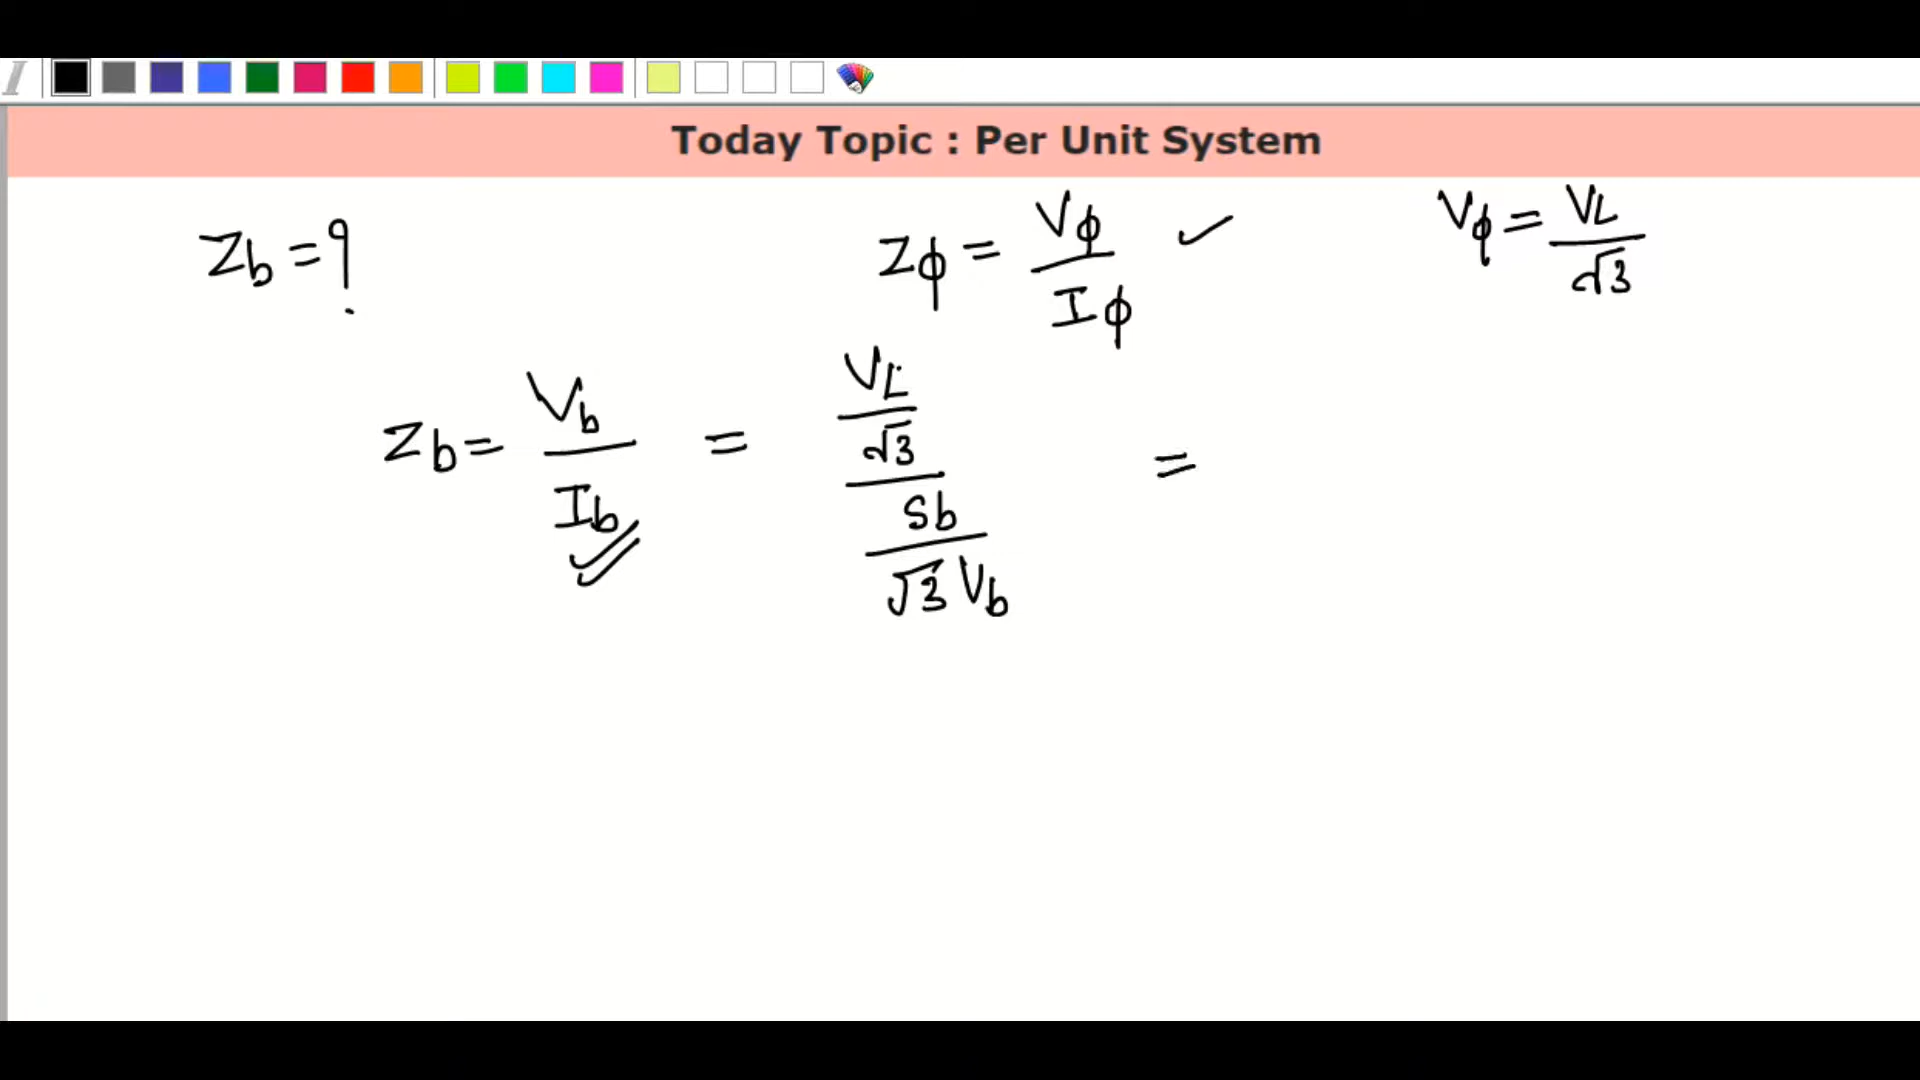 Today Topic : Per Unit System
Zb = ?
Zϕ = Vϕ / Iϕ ✓
Vϕ = VL / √3
Zb = Vb / Ib = (VL / √3) / (Sb / √3 Vb) =